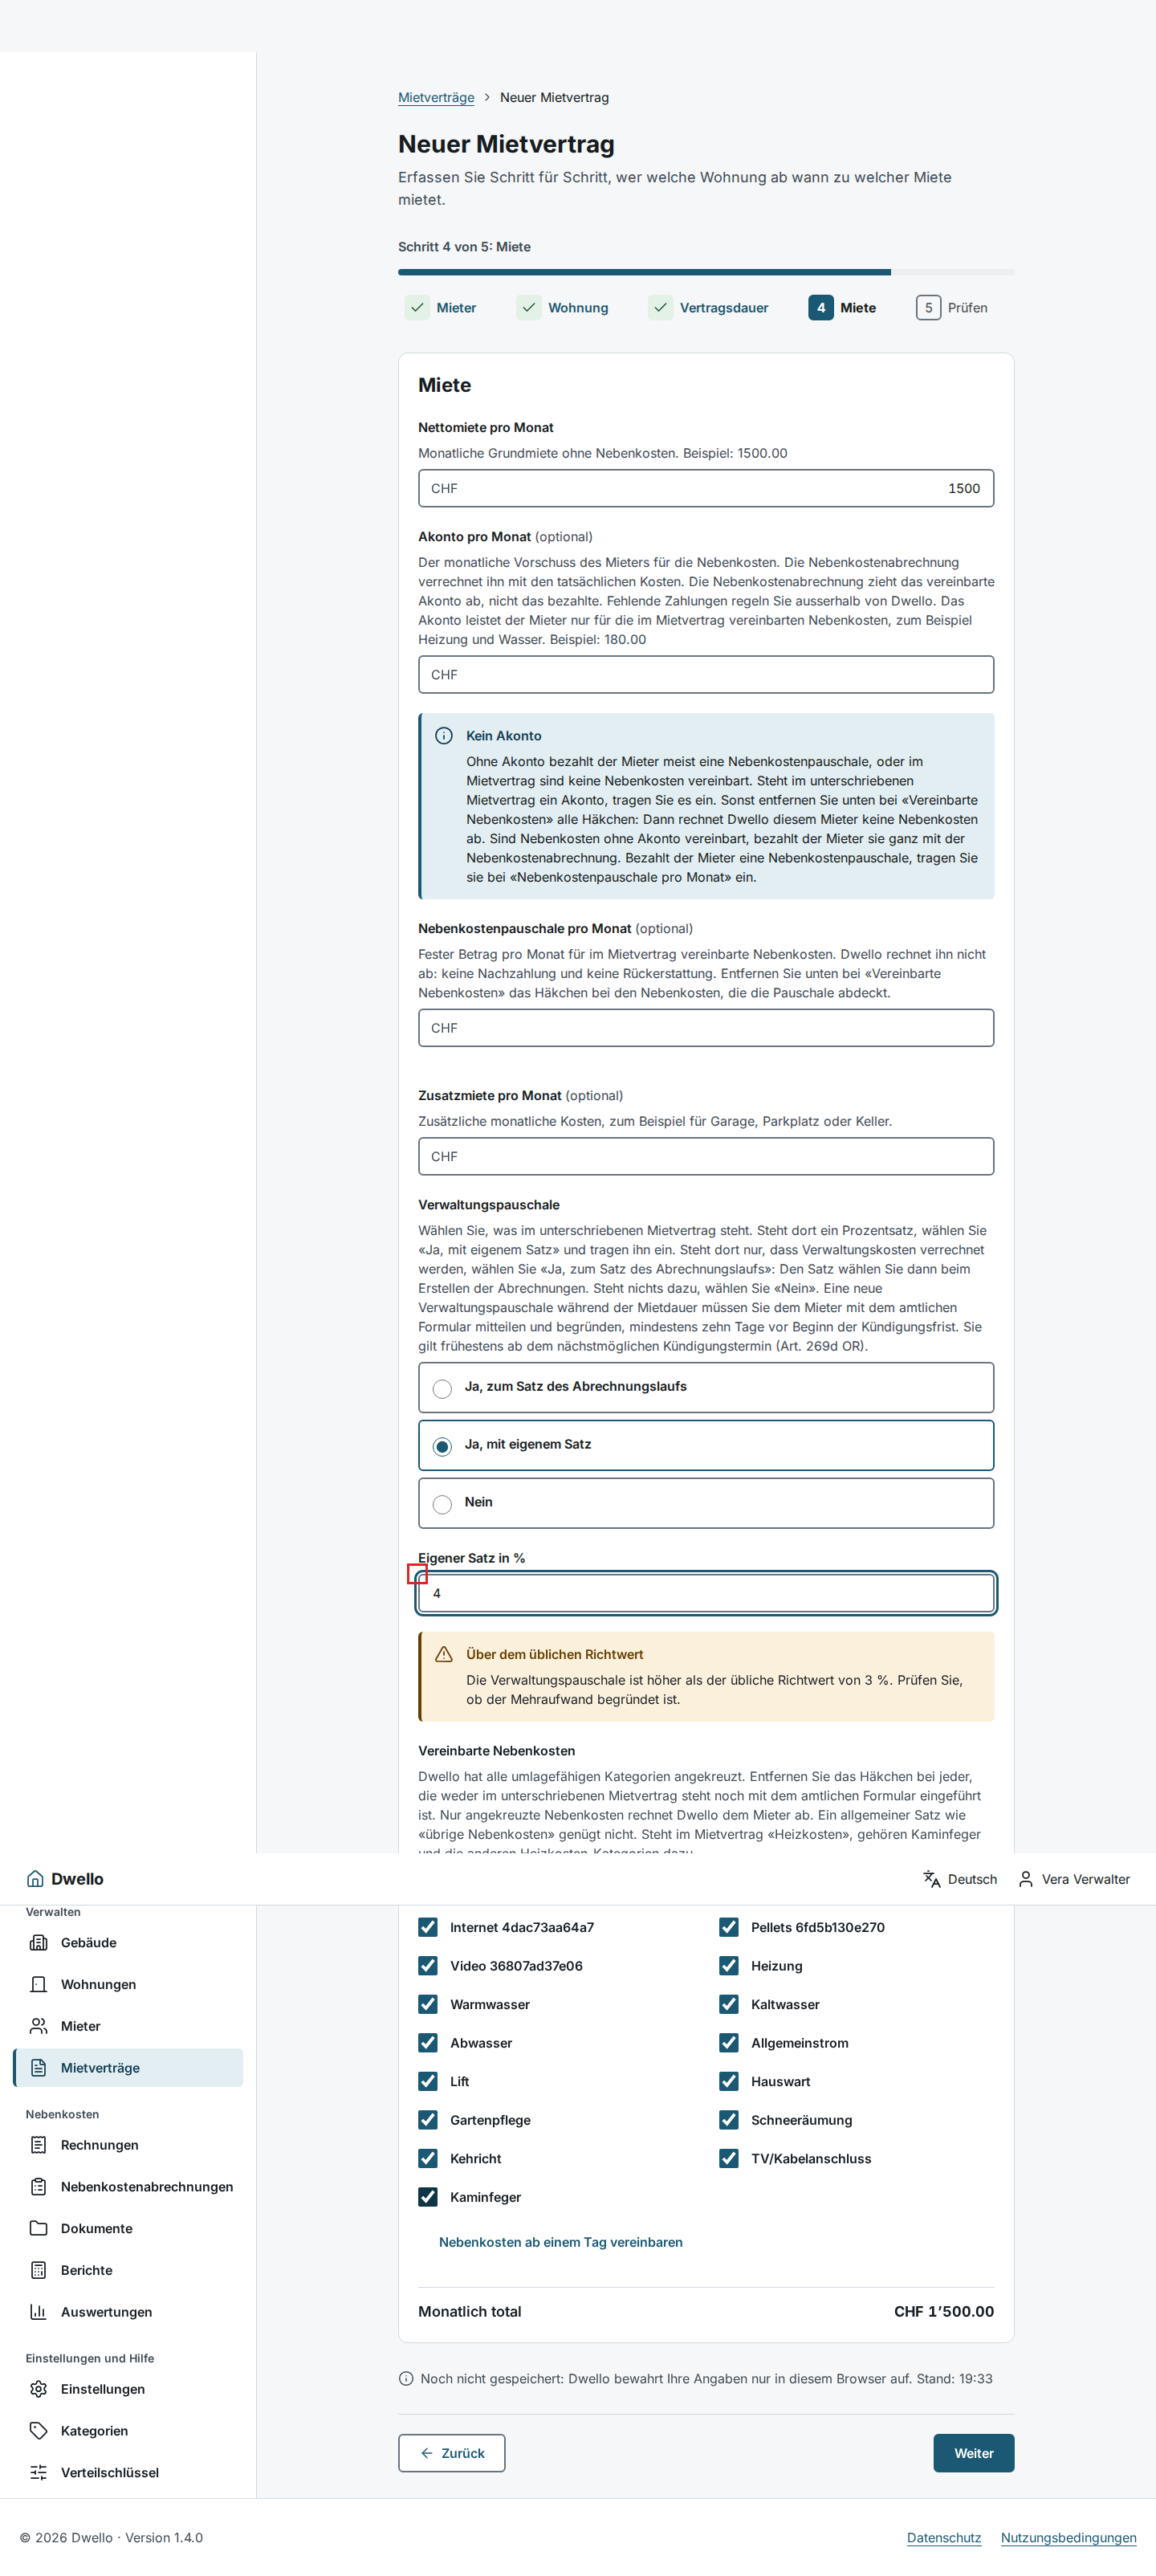 Mietverträge
Neuer Mietvertrag
Neuer Mietvertrag
Erfassen Sie Schritt für Schritt, wer welche Wohnung ab wann zu welcher Miete
mietet.
Schritt 4 von 5: Miete
Mieter
Wohnung
Vertragsdauer
4 Miete
5 Prüfen
Miete
Nettomiete pro Monat
Monatliche Grundmiete ohne Nebenkosten. Beispiel: 1500.00
CHF 1500
Akonto pro Monat (optional)
Der monatliche Vorschuss des Mieters für die Nebenkosten. Die Nebenkostenabrechnung
verrechnet ihn mit den tatsächlichen Kosten. Die Nebenkostenabrechnung zieht das vereinbarte
Akonto ab, nicht das bezahlte. Fehlende Zahlungen regeln Sie ausserhalb von Dwello. Das
Akonto leistet der Mieter nur für die im Mietvertrag vereinbarten Nebenkosten, zum Beispiel
Heizung und Wasser. Beispiel: 180.00
CHF
Kein Akonto
Ohne Akonto bezahlt der Mieter meist eine Nebenkostenpauschale, oder im
Mietvertrag sind keine Nebenkosten vereinbart. Steht im unterschriebenen
Mietvertrag ein Akonto, tragen Sie es ein. Sonst entfernen Sie unten bei «Vereinbarte
Nebenkosten» alle Häkchen: Dann rechnet Dwello diesem Mieter keine Nebenkosten
ab. Sind Nebenkosten ohne Akonto vereinbart, bezahlt der Mieter sie ganz mit der
Nebenkostenabrechnung. Bezahlt der Mieter eine Nebenkostenpauschale, tragen Sie
sie bei «Nebenkostenpauschale pro Monat» ein.
Nebenkostenpauschale pro Monat (optional)
Fester Betrag pro Monat für im Mietvertrag vereinbarte Nebenkosten. Dwello rechnet ihn nicht
ab: keine Nachzahlung und keine Rückerstattung. Entfernen Sie unten bei «Vereinbarte
Nebenkosten» das Häkchen bei den Nebenkosten, die die Pauschale abdeckt.
CHF
Zusatzmiete pro Monat (optional)
Zusätzliche monatliche Kosten, zum Beispiel für Garage, Parkplatz oder Keller.
CHF
Verwaltungspauschale
Wählen Sie, was im unterschriebenen Mietvertrag steht. Steht dort ein Prozentsatz, wählen Sie
«Ja, mit eigenem Satz» und tragen ihn ein. Steht dort nur, dass Verwaltungskosten verrechnet
werden, wählen Sie «Ja, zum Satz des Abrechnungslaufs»: Den Satz wählen Sie dann beim
Erstellen der Abrechnungen. Steht nichts dazu, wählen Sie «Nein». Eine neue
Verwaltungspauschale während der Mietdauer müssen Sie dem Mieter mit dem amtlichen
Formular mitteilen und begründen, mindestens zehn Tage vor Beginn der Kündigungsfrist. Sie
gilt frühestens ab dem nächstmöglichen Kündigungstermin (Art. 269d OR).
Ja, zum Satz des Abrechnungslaufs
Ja, mit eigenem Satz
Nein
Eigener Satz in %
4
Über dem üblichen Richtwert
Die Verwaltungspauschale ist höher als der übliche Richtwert von 3 %. Prüfen Sie,
ob der Mehraufwand begründet ist.
Vereinbarte Nebenkosten
Dwello hat alle umlagefähigen Kategorien angekreuzt. Entfernen Sie das Häkchen bei jeder,
die weder im unterschriebenen Mietvertrag steht noch mit dem amtlichen Formular eingeführt
ist. Nur angekreuzte Nebenkosten rechnet Dwello dem Mieter ab. Ein allgemeiner Satz wie
«übrige Nebenkosten» genügt nicht. Steht im Mietvertrag «Heizkosten», gehören Kaminfeger
und die anderen Heizkosten-Kategorien dazu.
Dwello
Deutsch
Vera Verwalter
Verwalten
Gebäude
Wohnungen
Mieter
Mietverträge
Nebenkosten
Rechnungen
Nebenkostenabrechnungen
Dokumente
Berichte
Auswertungen
Einstellungen und Hilfe
Einstellungen
Kategorien
Verteilschlüssel
Internet 4dac73aa64a7
Pellets 6fd5b130e270
Video 36807ad37e06
Heizung
Warmwasser
Kaltwasser
Abwasser
Allgemeinstrom
Lift
Hauswart
Gartenpflege
Schneeräumung
Kehricht
TV/Kabelanschluss
Kaminfeger
Nebenkosten ab einem Tag vereinbaren
Monatlich total CHF 1’500.00
Noch nicht gespeichert: Dwello bewahrt Ihre Angaben nur in diesem Browser auf. Stand: 19:33
Zurück
Weiter
© 2026 Dwello · Version 1.4.0
Datenschutz
Nutzungsbedingungen